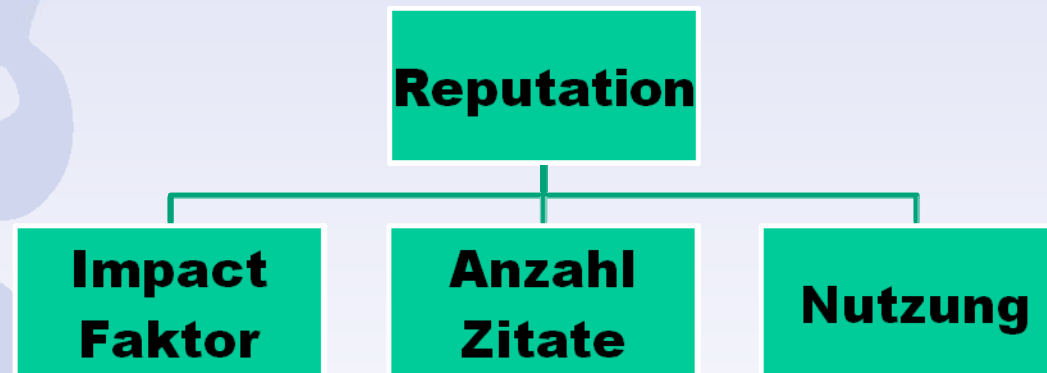 Reputation
Impact
Faktor
Anzahl
Zitate
Nutzung